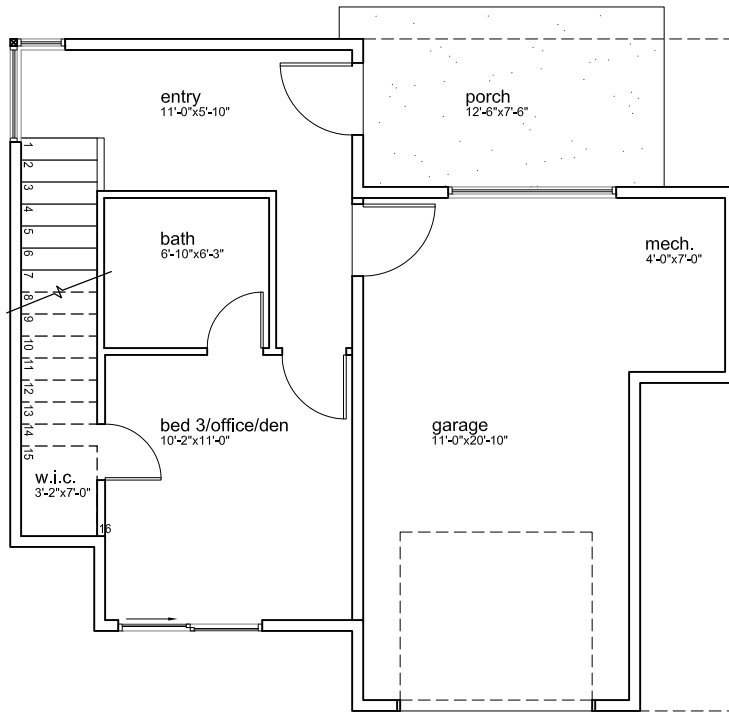 entry
11'-0"x5'-10"
porch
12'-6"x7'-6"
1
2
3
4
5
6
7
8
9
10
11
12
13
14
15
16
bath
6'-10"x6'-3"
mech.
4'-0"x7'-0"
bed 3/office/den
10'-2"x11'-0"
garage
11'-0"x20'-10"
w.i.c.
3'-2"x7'-0"